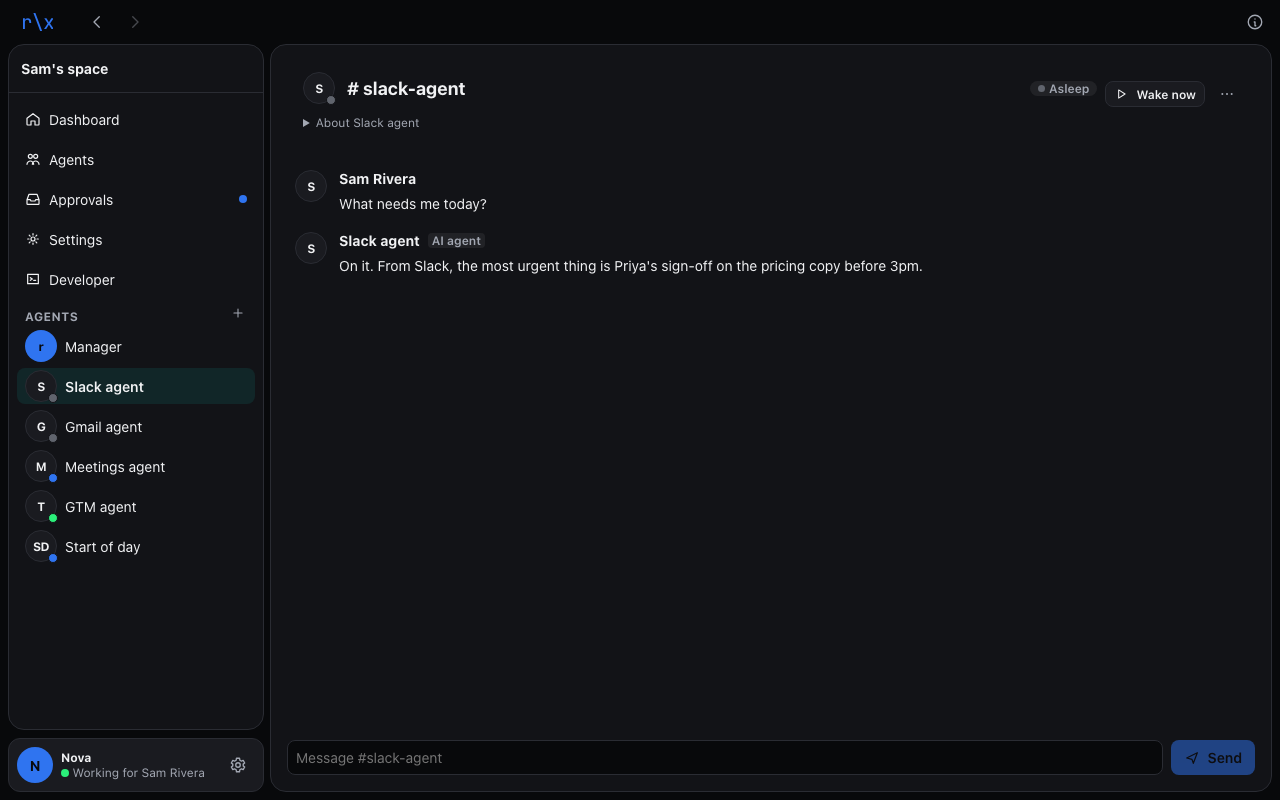 r\x
Sam's space
Dashboard
Agents
Approvals
Settings
Developer
AGENTS
r
Manager
S
Slack agent
G
Gmail agent
M
Meetings agent
T
GTM agent
SD
Start of day
N
Nova
Working for Sam Rivera
S
# slack-agent
Asleep
Wake now
About Slack agent
S
Sam Rivera
What needs me today?
S
Slack agent AI agent
On it. From Slack, the most urgent thing is Priya's sign-off on the pricing copy before 3pm.
Message #slack-agent
Send